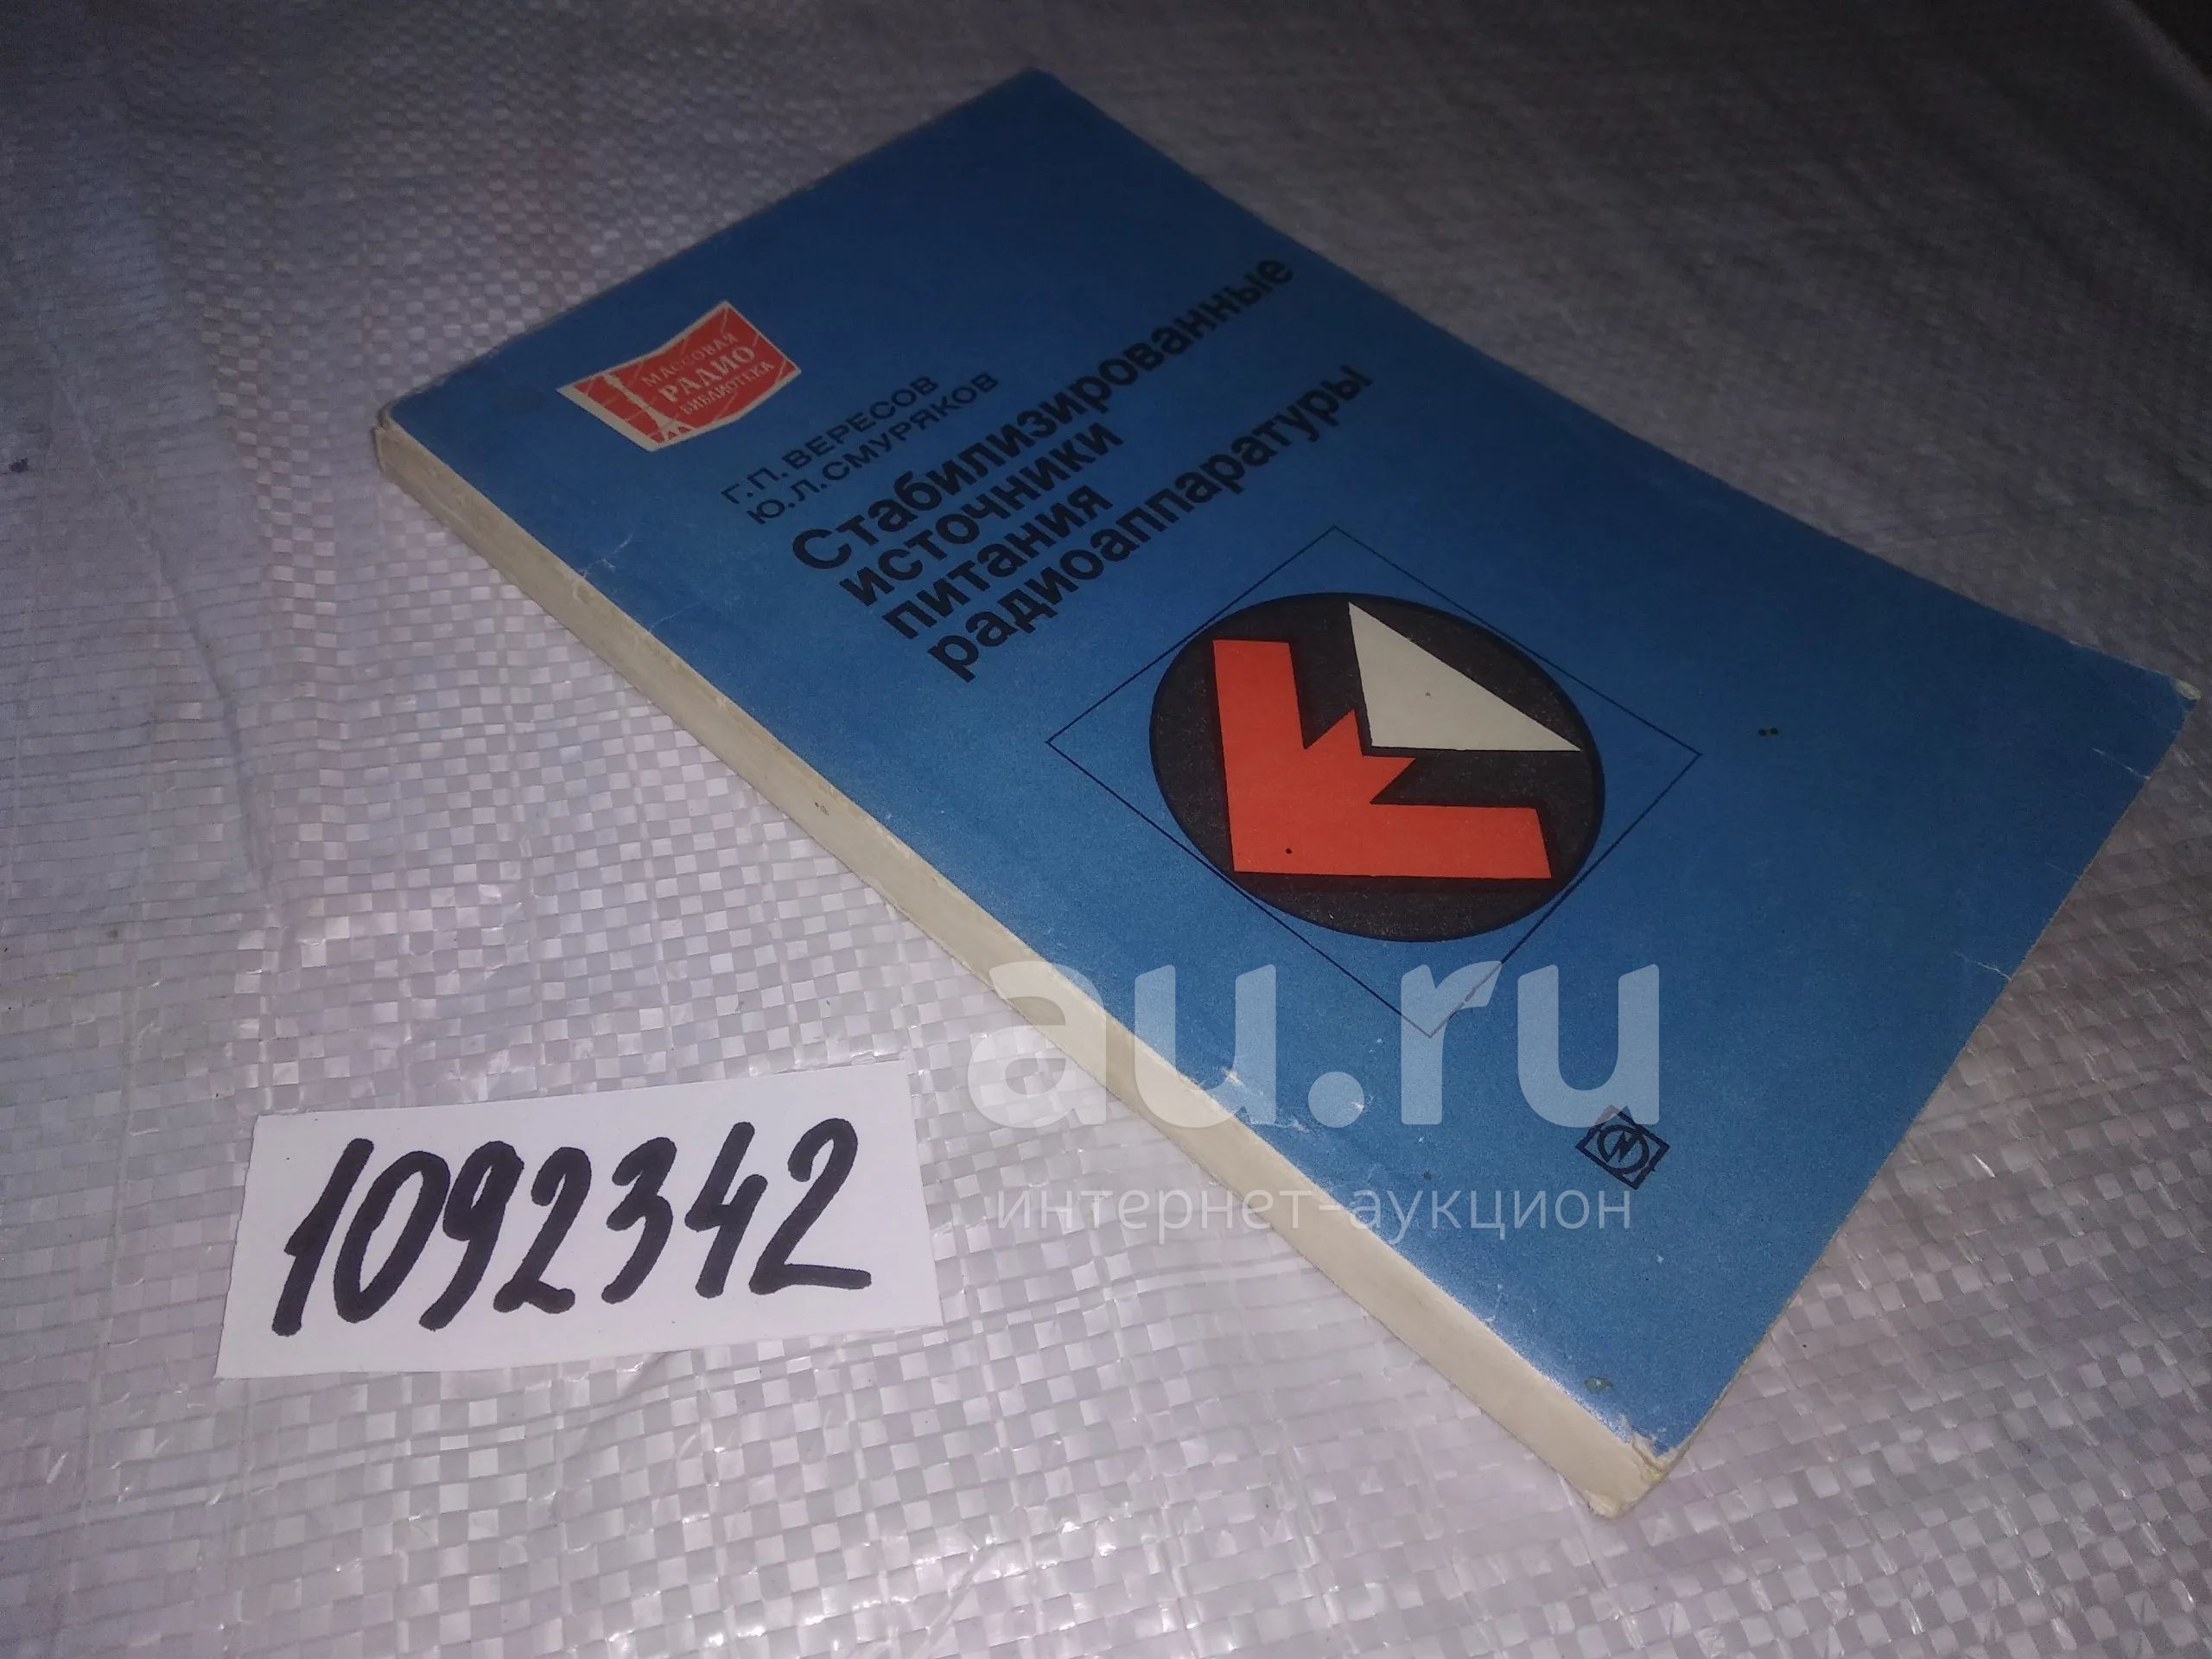 МАССОВАЯ
РАДИО
БИБЛИОТЕКА
Г.П.ВЕРЕСОВ
Ю.Л.СМУРЯКОВ
Стабилизированные
источники
питания
радиоаппаратуры
au.ru
интернет-аукцион
1092342